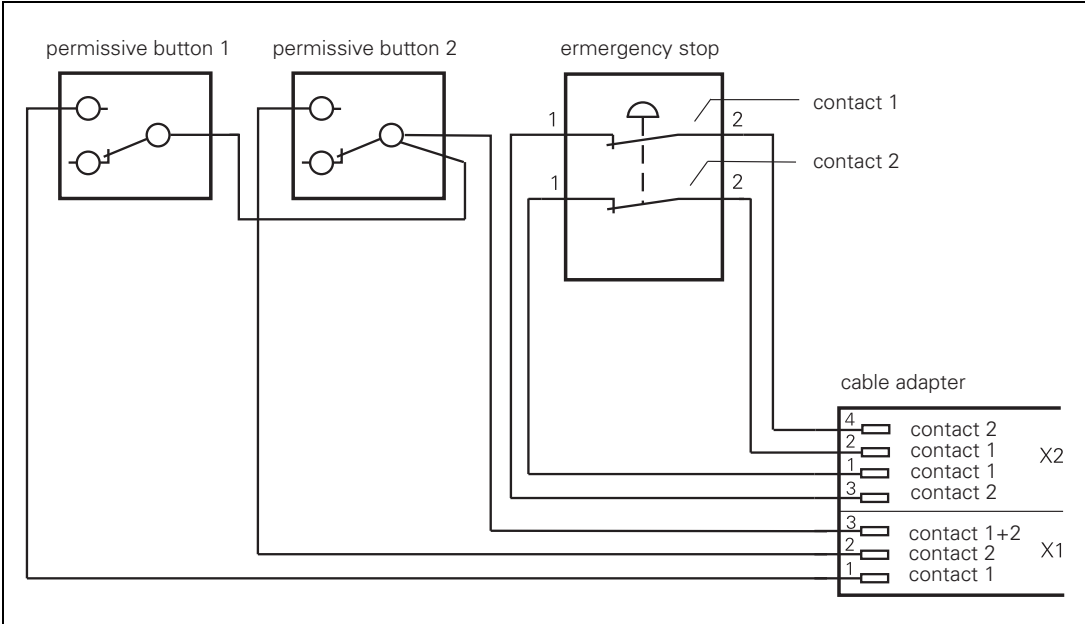 permissive button 1
permissive button 2
ermergency stop
1
2
contact 1
1
2
contact 2
cable adapter
4 contact 2
2 contact 1
X2
1 contact 1
3 contact 2
3 contact 1+2
2 contact 2
X1
1 contact 1